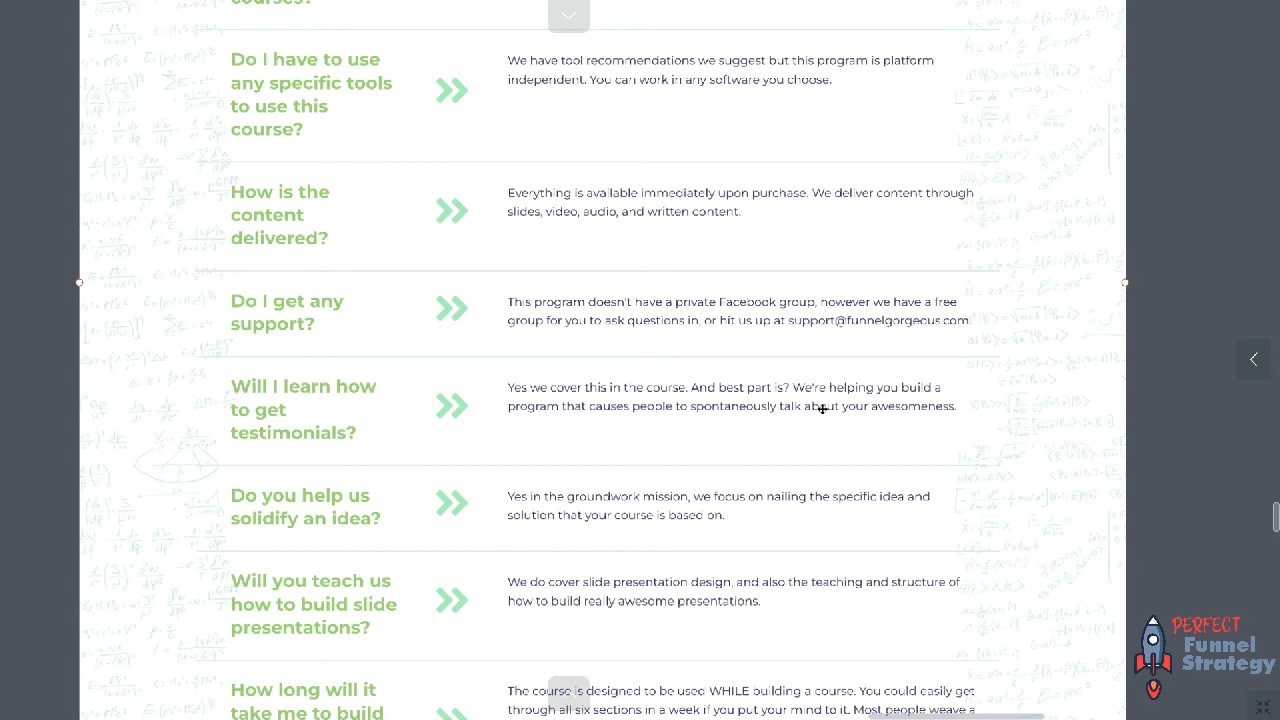 courses?
Do I have to use
any specific tools
to use this
course?
We have tool recommendations we suggest but this program is platform
independent. You can work in any software you choose.
How is the
content
delivered?
Everything is available immediately upon purchase. We deliver content through
slides, video, audio, and written content.
Do I get any
support?
This program doesn't have a private Facebook group, however we have a free
group for you to ask questions in, or hit us up at support@funnelgorgeous.com.
Will I learn how
to get
testimonials?
Yes we cover this in the course. And best part is? We're helping you build a
program that causes people to spontaneously talk about your awesomeness.
Do you help us
solidify an idea?
Yes in the groundwork mission, we focus on nailing the specific idea and
solution that your course is based on.
Will you teach us
how to build slide
presentations?
We do cover slide presentation design, and also the teaching and structure of
how to build really awesome presentations.
How long will it
take me to build
The course is designed to be used WHILE building a course. You could easily get
through all six sections in a week if you put your mind to it. Most people weave a
PERFECT
Funnel
Strategy